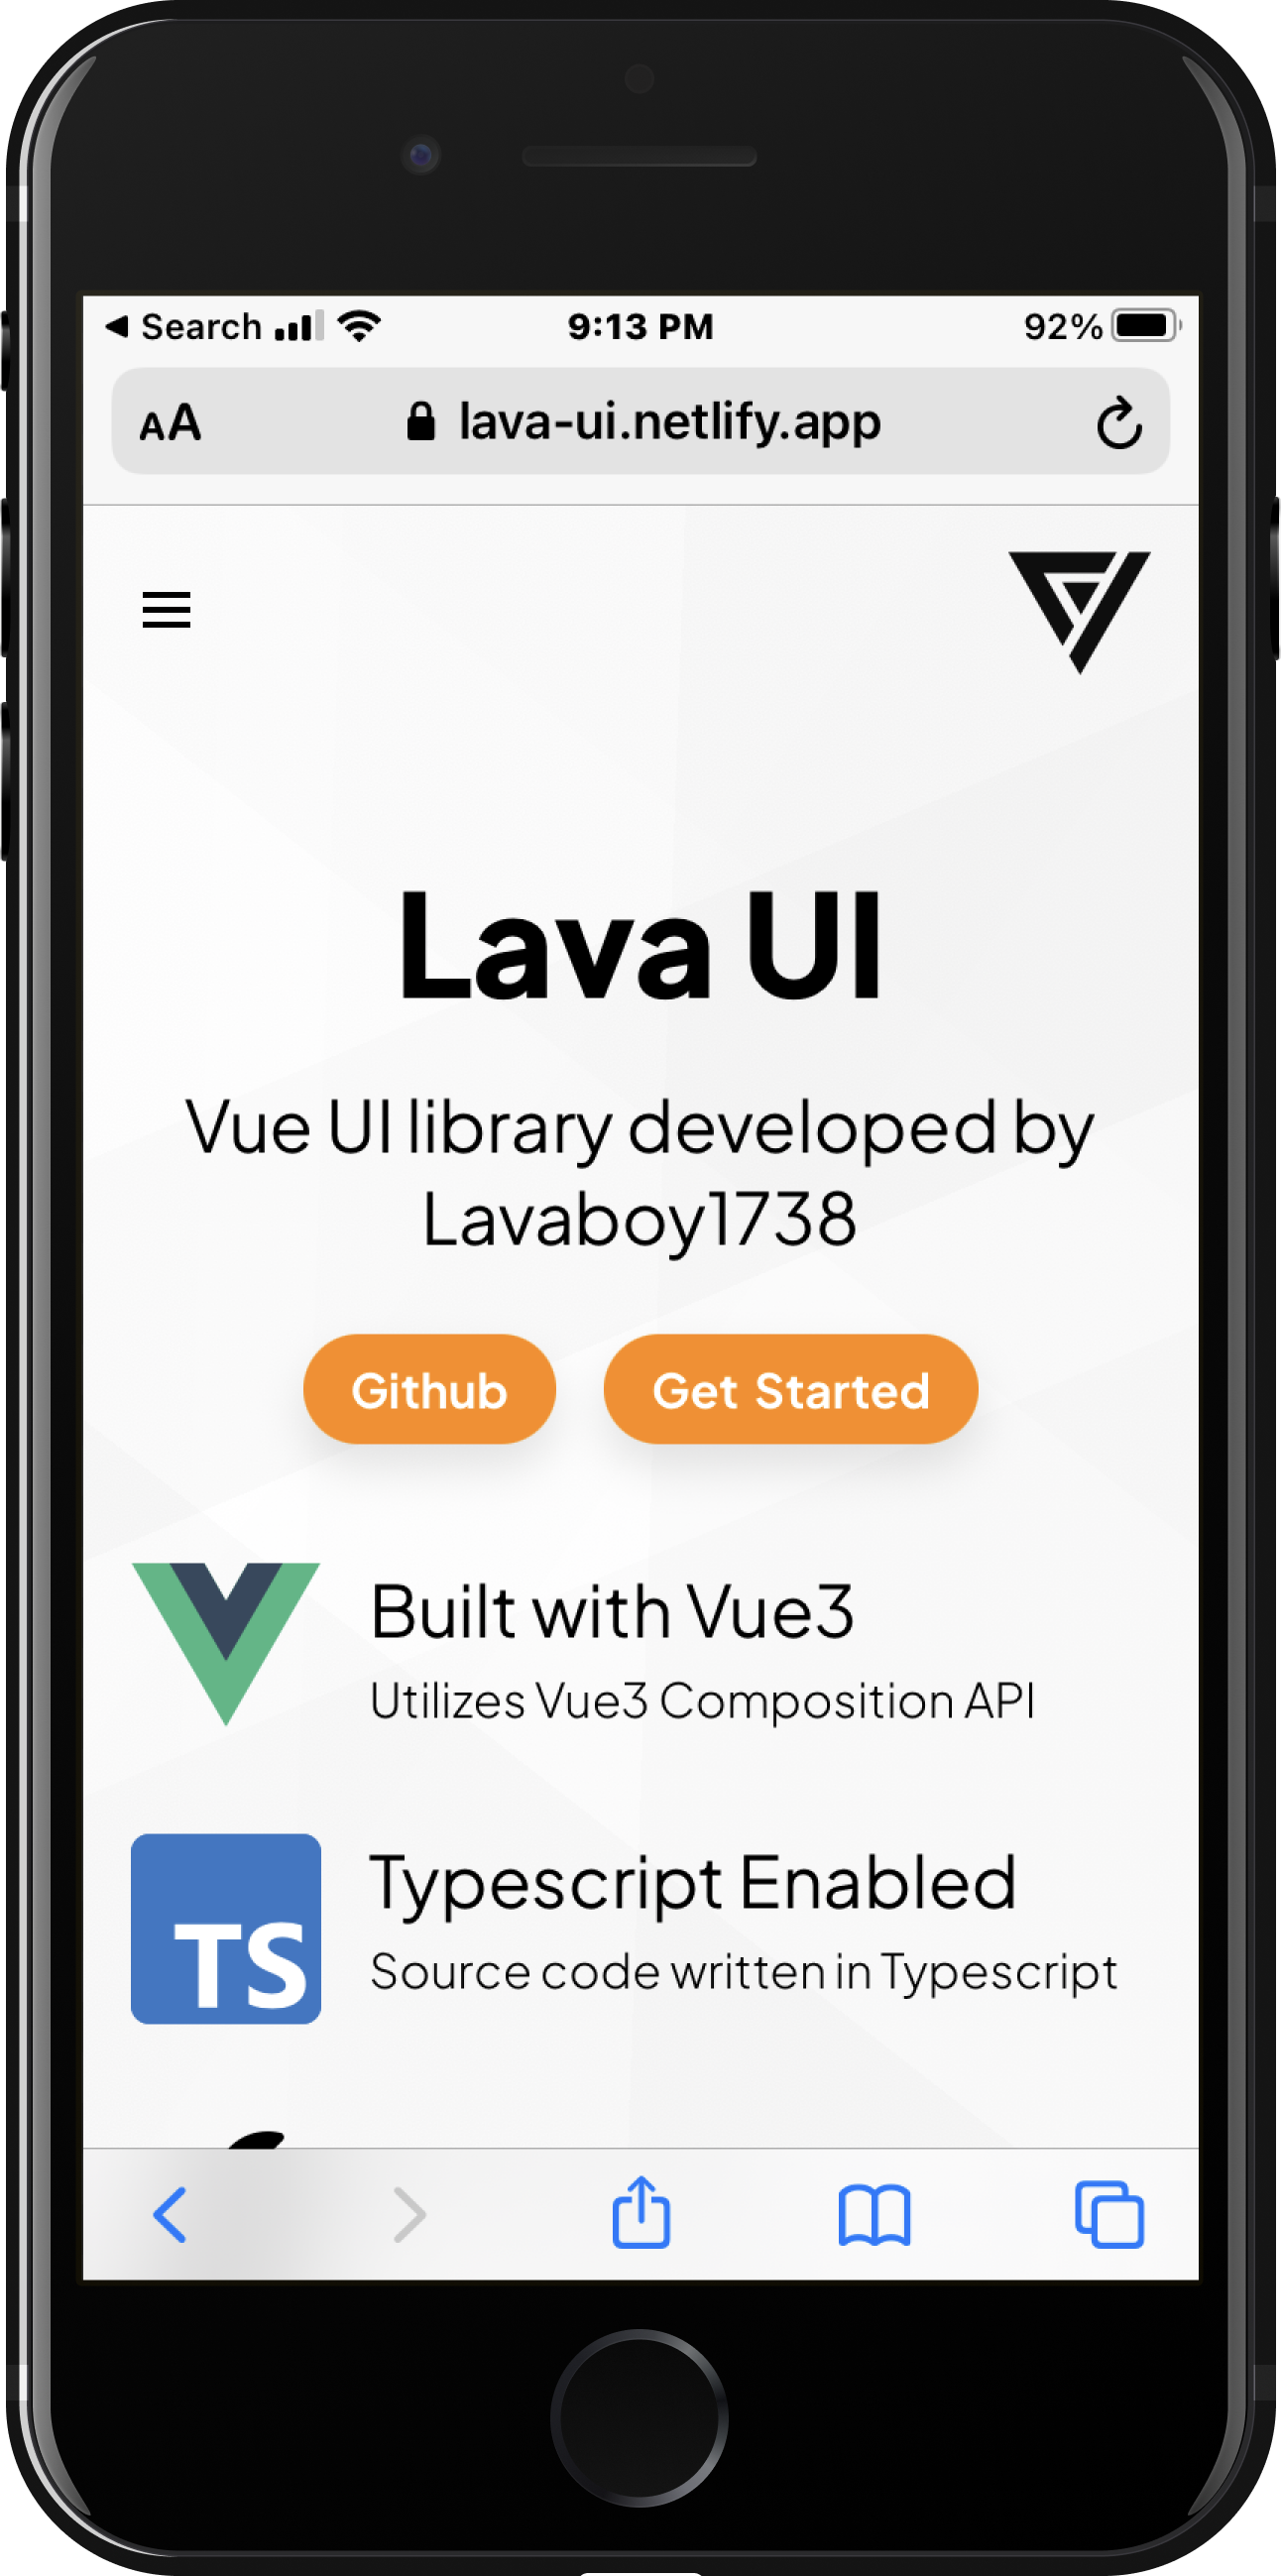 Search 9:13 PM 92%
AA lava-ui.netlify.app
Lava UI
Vue UI library developed by
Lavaboy1738
Github Get Started
Built with Vue3
Utilizes Vue3 Composition API
TS
Typescript Enabled
Source code written in Typescript